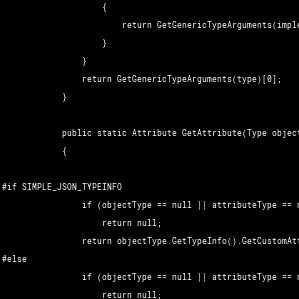 {
return GetGenericTypeArguments(imple
}
}
return GetGenericTypeArguments(type)[0];
}
public static Attribute GetAttribute(Type object
{
#if SIMPLE_JSON_TYPEINFO
if (objectType == null || attributeType == n
return null;
return objectType.GetTypeInfo().GetCustomAtt
#else
if (objectType == null || attributeType == n
return null;